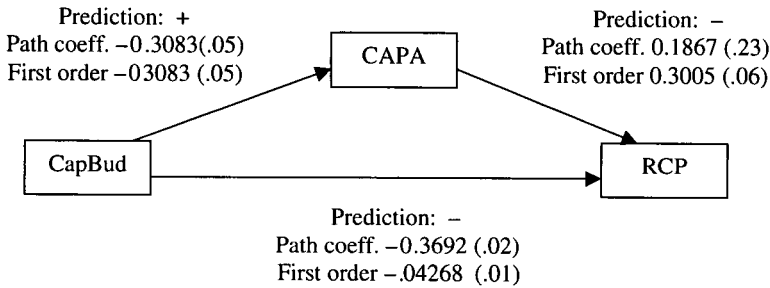 Prediction: +
Path coeff. −0.3083(.05)
First order −03083 (.05)
Prediction: −
Path coeff. 0.1867 (.23)
First order 0.3005 (.06)
CAPA
CapBud
RCP
Prediction: −
Path coeff. −0.3692 (.02)
First order −.04268 (.01)